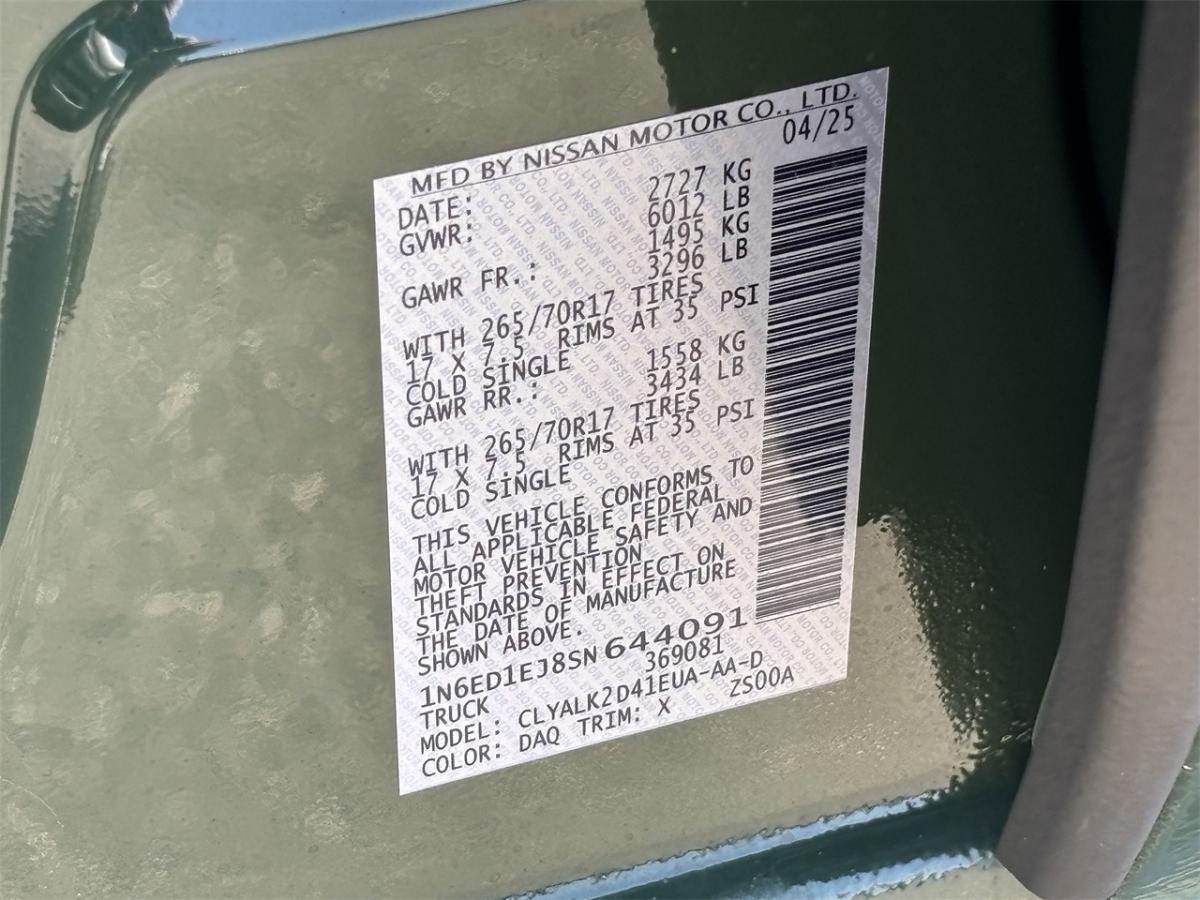 MFD BY NISSAN MOTOR CO., LTD.
DATE: 04/25
GVWR: 2727 KG
6012 LB
GAWR FR.: 1495 KG
3296 LB
WITH 265/70R17 TIRES
17 X 7.5 RIMS AT 35 PSI
COLD SINGLE
GAWR RR.: 1558 KG
3434 LB
WITH 265/70R17 TIRES
17 X 7.5 RIMS AT 35 PSI
COLD SINGLE
THIS VEHICLE CONFORMS TO
ALL APPLICABLE FEDERAL
MOTOR VEHICLE SAFETY AND
THEFT PREVENTION
STANDARDS IN EFFECT ON
THE DATE OF MANUFACTURE
SHOWN ABOVE.
1N6ED1EJ8SN644091
TRUCK 369081
MODEL: CLYALK2D41EUA-AA-D
COLOR: DAQ TRIM: X ZS00A